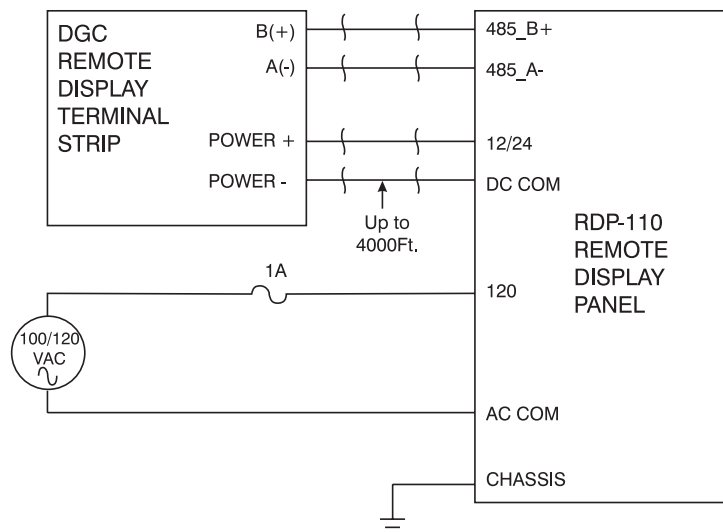 DGC
REMOTE
DISPLAY
TERMINAL
STRIP
B(+)
A(-)
POWER +
POWER -
485_B+
485_A-
12/24
DC COM
Up to
4000Ft.
RDP-110
REMOTE
DISPLAY
PANEL
1A
120
100/120
VAC
AC COM
CHASSIS